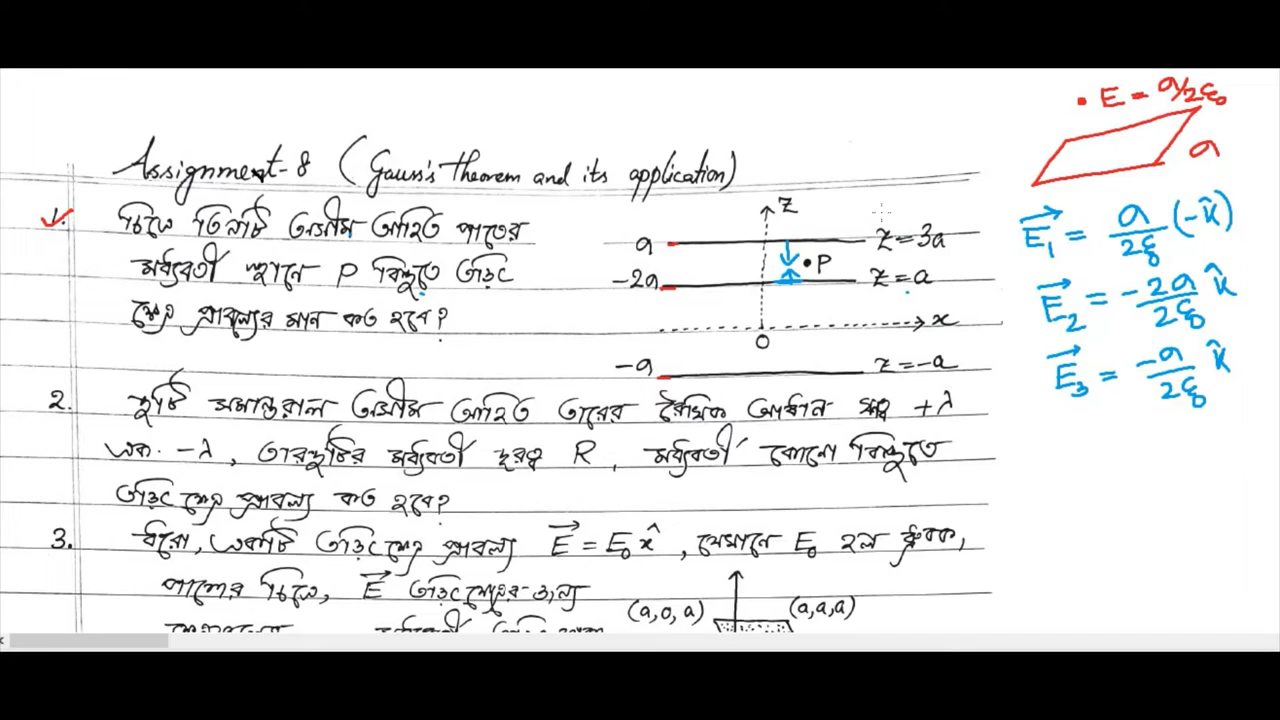 Assignment-8 (Gauss's theorem and its application)
1. চিত্রে তিনটি অসীম আহিত পাতের
মধ্যবর্তী স্থানে P বিন্দুতে তড়িৎ
ক্ষেত্র প্রাবল্যের মান কত হবে?
z
σ z = 3a
•P
-2σ z = a
x
O
-σ z = -a
2. দুটি সমান্তরাল অসীম আহিত তারের রৈখিক আধান ঘনত্ব +λ
এবং -λ, তারদুটির মধ্যবর্তী দূরত্ব R, মধ্যবর্তী কোনো বিন্দুতে
তড়িৎ ক্ষেত্র প্রাবল্য কত হবে?
3. ধরো, একটি তড়িৎক্ষেত্র প্রাবল্য E⃗ = E₀ x̂, যেখানে E₀ হল ধ্রুবক,
পাশের চিত্রে, E⃗ তড়িৎক্ষেত্রের জন্য
(a,o,a) (a,a,a)
• E = σ/2ε₀
σ
E⃗₁ = σ/2ε₀ (-k̂)
E⃗₂ = -2σ/2ε₀ k̂
E⃗₃ = -σ/2ε₀ k̂